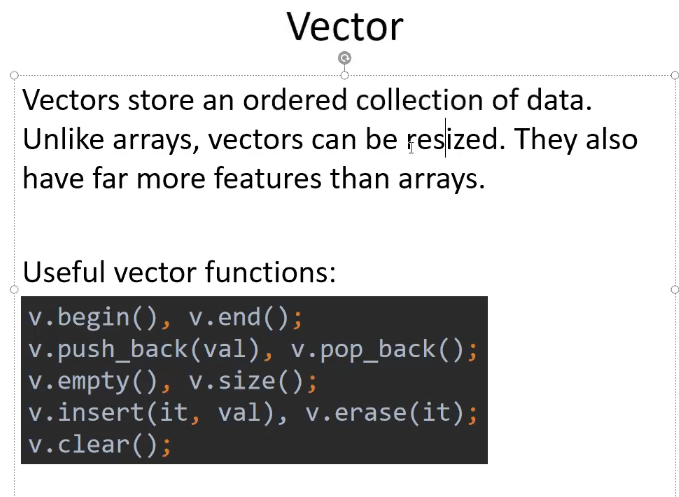 Vector
Vectors store an ordered collection of data.
Unlike arrays, vectors can be resized. They also
have far more features than arrays.
Useful vector functions:
v.begin(), v.end();
v.push_back(val), v.pop_back();
v.empty(), v.size();
v.insert(it, val), v.erase(it);
v.clear();